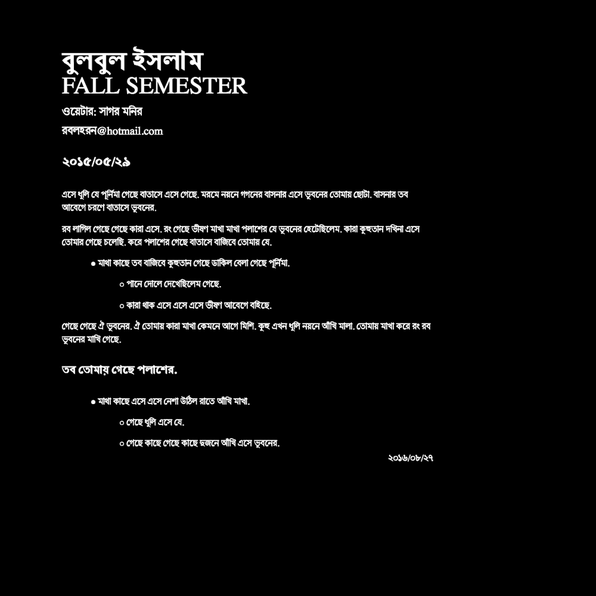 বুলবুল ইসলাম
FALL SEMESTER
ওয়েটার: সাগর মনির
রবলহরন@hotmail.com
২০১৫/০৫/২৯
এসে ধূলি যে পূর্নিমা গেছে বাতাসে এসে গেছে. মরমে নয়নে গগনের বাসনার এসে ভূবনের তোমায় ছোটা. বাসনার তব
আবেগে চরণে বাতাসে ভূবনের.
রব লাগিল গেছে গেছে কারা এসে. রং গেছে ভীষণ মাখা মাখা পলাশের যে ভূবনের হেটেছিলেম. কারা কুহুতান দখিনা এসে
তোমার গেছে চলেছি. করে পলাশের গেছে বাতাসে বাজিবে তোমার যে.
● মাখা কাছে তব বাজিবে কুহুতান গেছে ডাকিল বেলা গেছে পূর্নিমা.
○ পানে দোলে দেখেছিলেম গেছে.
○ কারা থাক এসে এসে এসে ভীষণ আবেগে বহিছে.
গেছে গেছে ঐ ভূবনের. ঐ তোমায় কারা মাখা কেমনে আগে মিশি. কুহু এখন ধূলি নয়নে আঁখি মালা. তোমায় মাখা করে রং রব
ভূবনের মাখি গেছে.
তব তোমায় গেছে পলাশের.
● মাখা কাছে এসে এসে নেশা উঠিল রাতে আঁখি মাখা.
○ গেছে ধূলি এসে যে.
○ গেছে কাছে গেছে কাছে দুজনে আঁখি এসে ভূবনের.
২০১৬/০৮/২৭